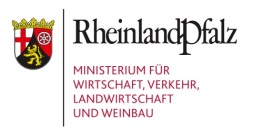 RheinlandPfalz
MINISTERIUM FÜR
WIRTSCHAFT, VERKEHR,
LANDWIRTSCHAFT
UND WEINBAU